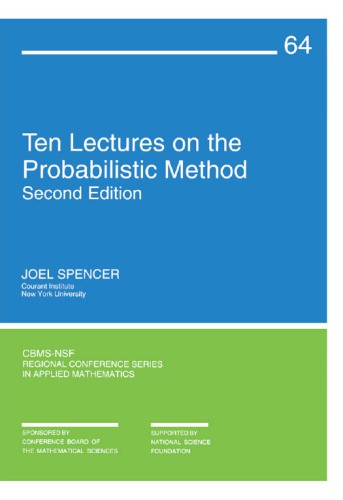 64
Ten Lectures on the
Probabilistic Method
Second Edition
JOEL SPENCER
Courant Institute
New York University
CBMS-NSF
REGIONAL CONFERENCE SERIES
IN APPLIED MATHEMATICS
SPONSORED BY
CONFERENCE BOARD OF
THE MATHEMATICAL SCIENCES
SUPPORTED BY
NATIONAL SCIENCE
FOUNDATION